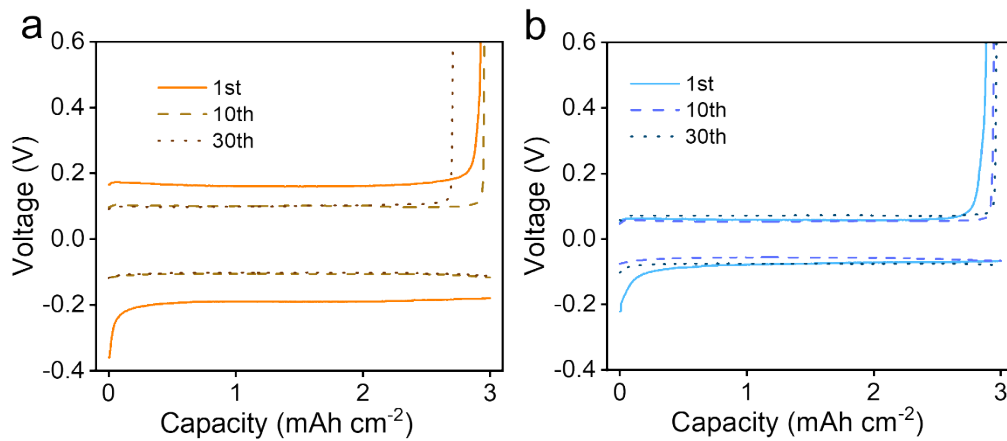 a
0.6
0.4
0.2
0.0
-0.2
-0.4
Voltage (V)
1st
10th
30th
0
1
2
3
Capacity (mAh cm⁻²)
b
0.6
0.4
0.2
0.0
-0.2
-0.4
Voltage (V)
1st
10th
30th
0
1
2
3
Capacity (mAh cm⁻²)